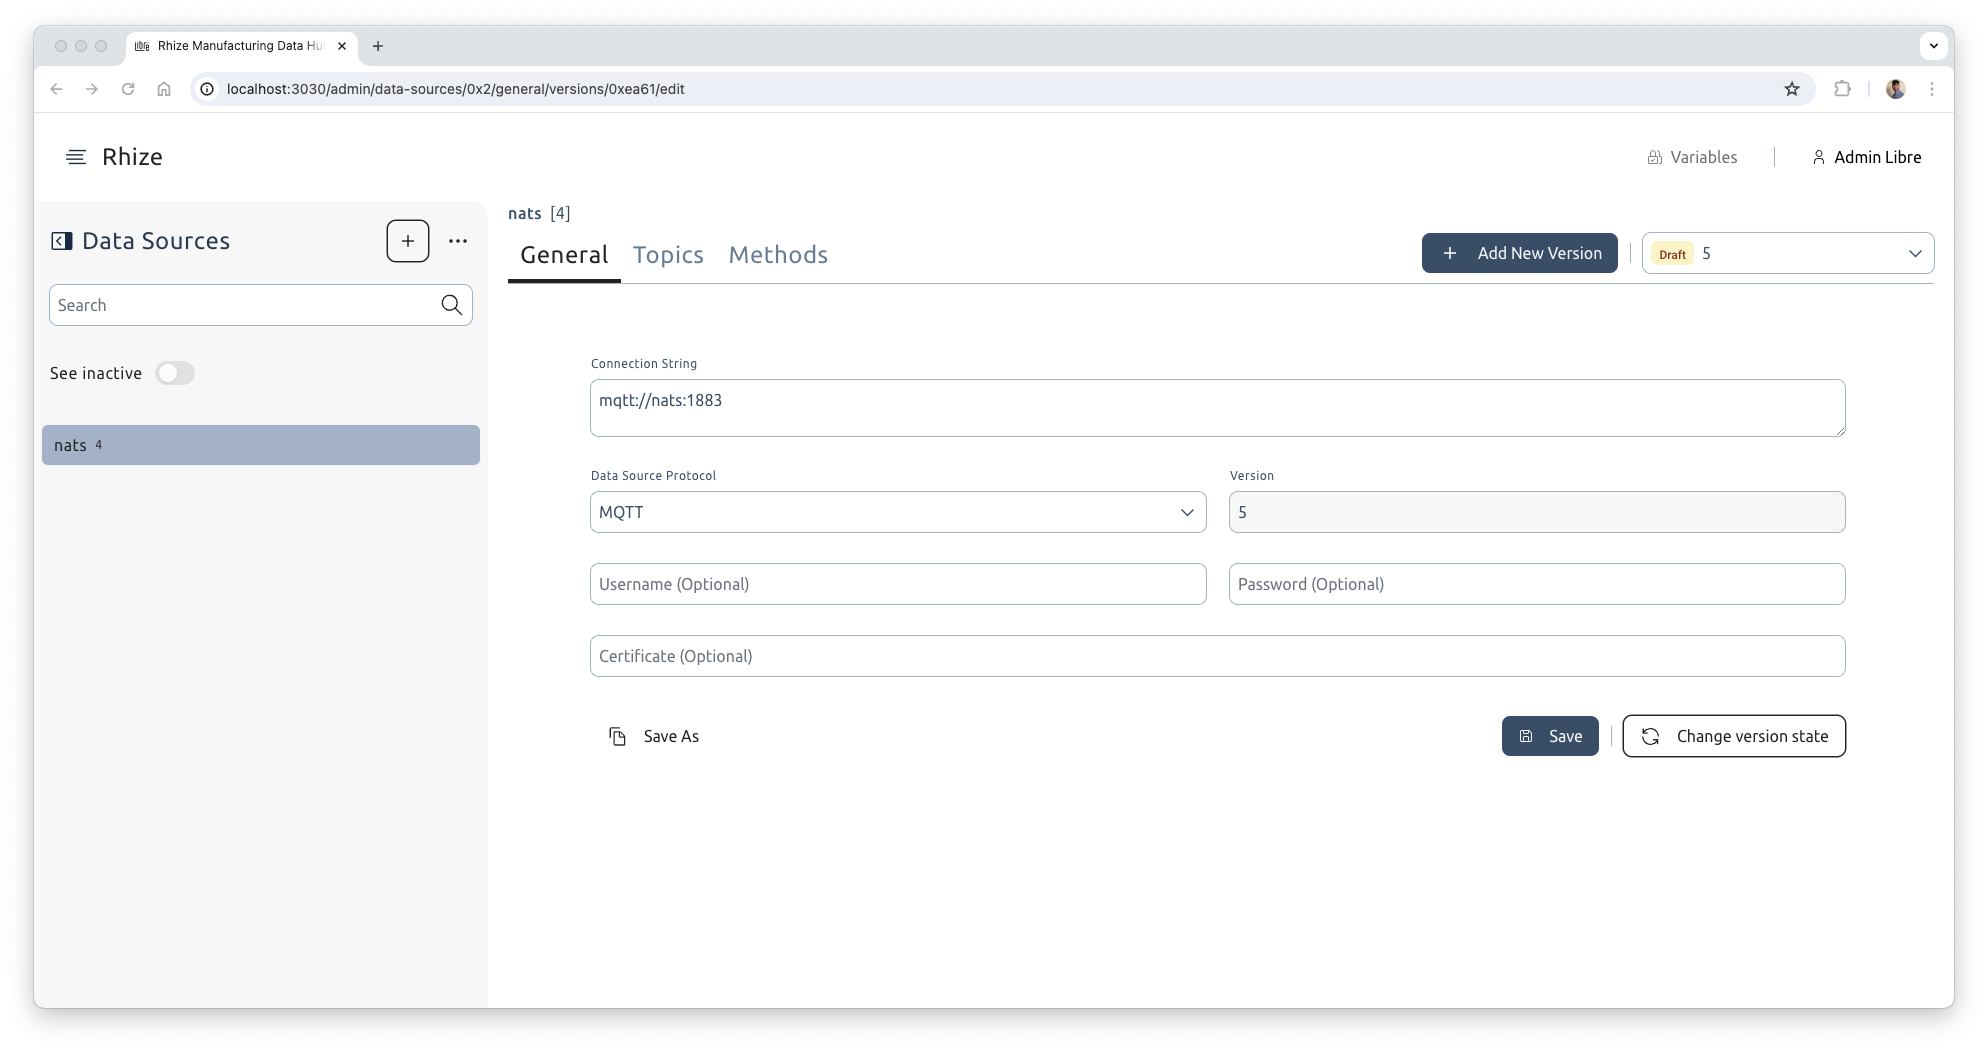 Rhize Manufacturing Data Hu
localhost:3030/admin/data-sources/0x2/general/versions/0xea61/edit
Rhize
Variables
Admin Libre
Data Sources
Search
See inactive
nats 4
nats [4]
General Topics Methods
Add New Version
Draft 5
Connection String
mqtt://nats:1883
Data Source Protocol
MQTT
Version
5
Username (Optional)
Password (Optional)
Certificate (Optional)
Save As
Save
Change version state